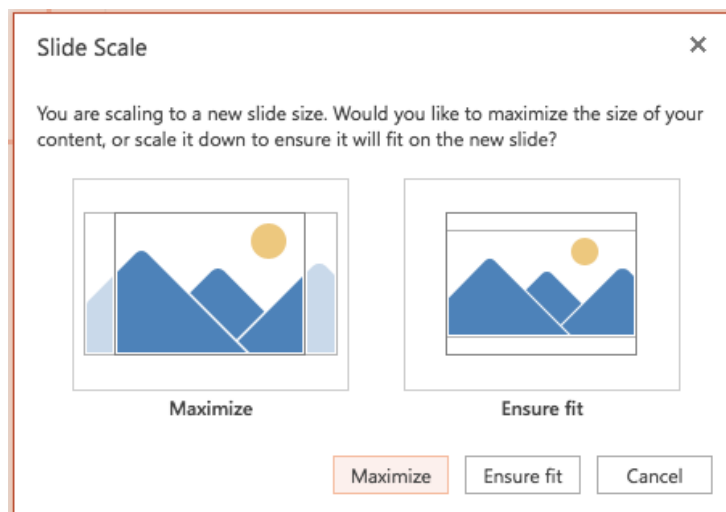 Slide Scale
You are scaling to a new slide size. Would you like to maximize the size of your
content, or scale it down to ensure it will fit on the new slide?
Maximize
Ensure fit
Maximize
Ensure fit
Cancel